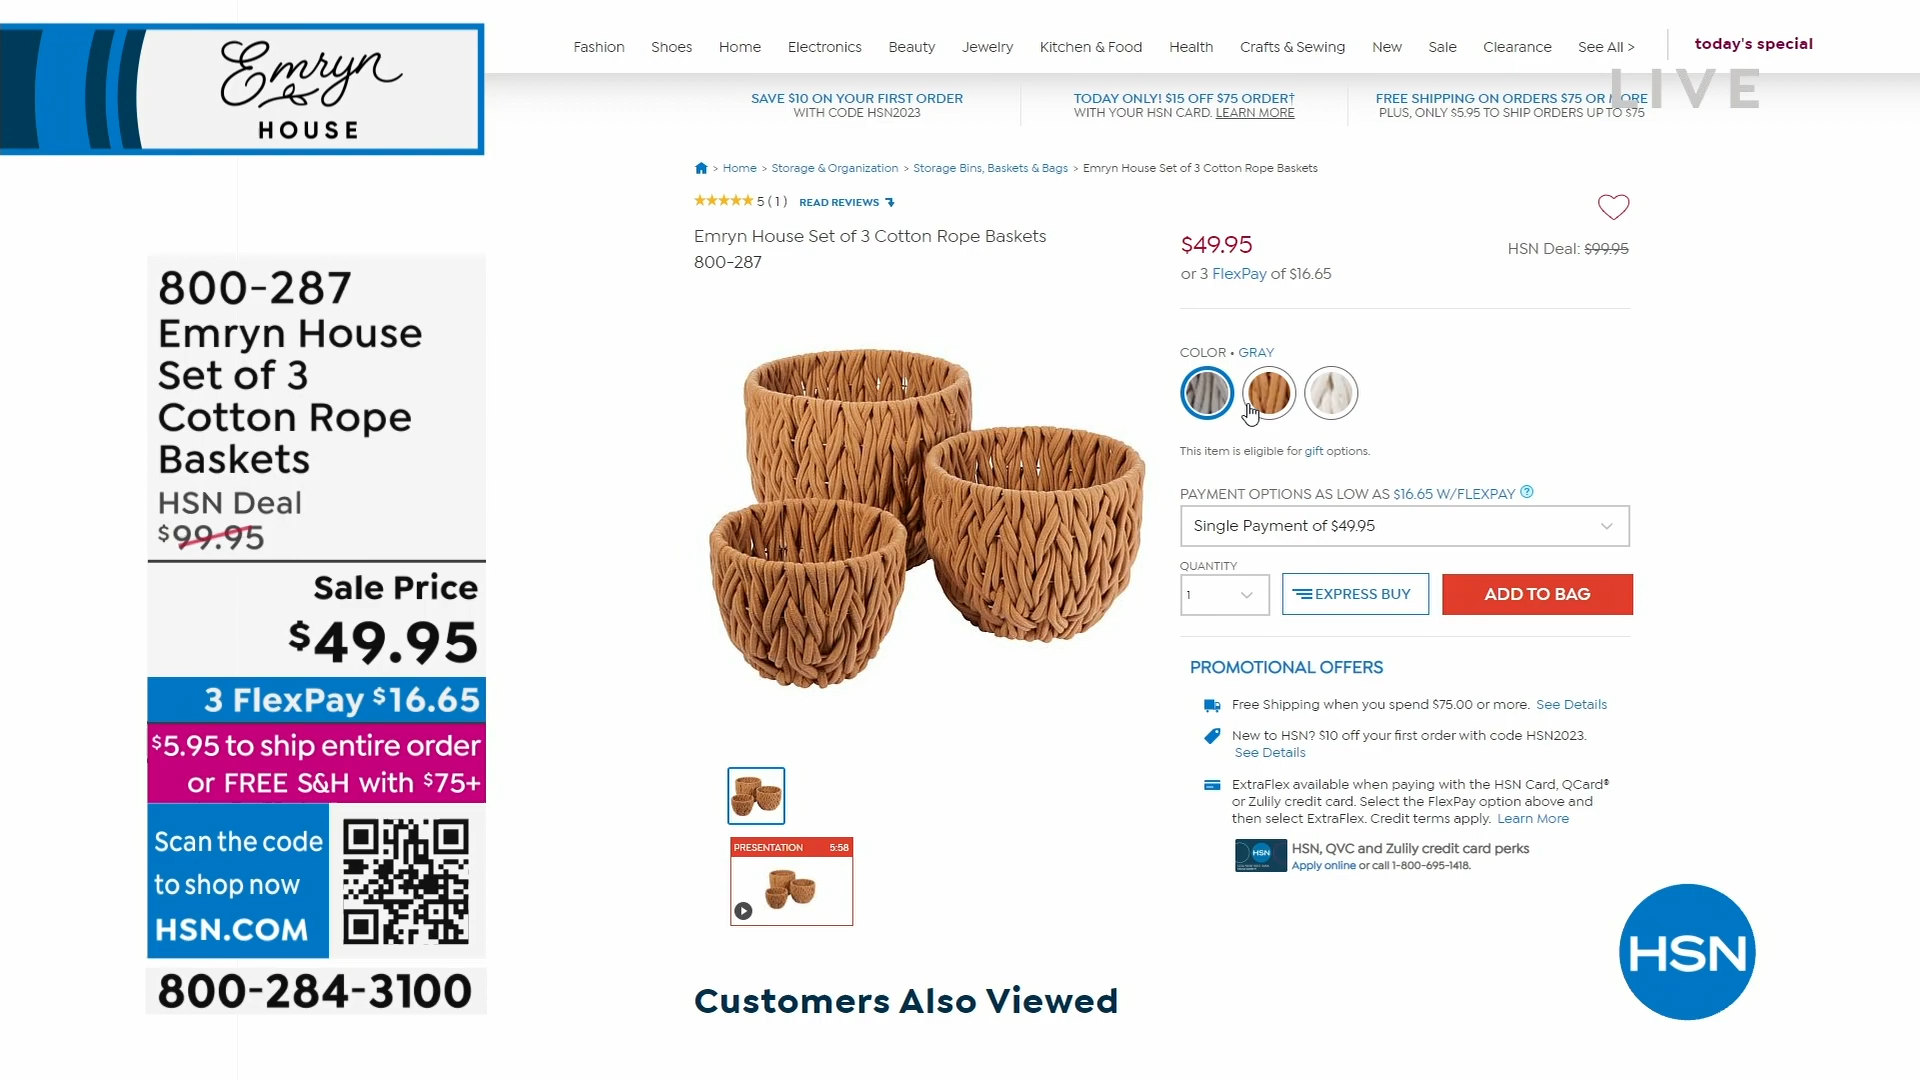 Emryn
HOUSE
Fashion Shoes Home Electronics Beauty Jewelry Kitchen & Food Health Crafts & Sewing New Sale Clearance See All > today's special
LIVE
SAVE $10 ON YOUR FIRST ORDER
WITH CODE HSN2023
TODAY ONLY! $15 OFF $75 ORDER†
WITH YOUR HSN CARD. LEARN MORE
FREE SHIPPING ON ORDERS $75 OR MORE
PLUS, ONLY $5.95 TO SHIP ORDERS UP TO $75
> Home > Storage & Organization > Storage Bins, Baskets & Bags > Emryn House Set of 3 Cotton Rope Baskets
5 ( 1 ) READ REVIEWS
Emryn House Set of 3 Cotton Rope Baskets
800-287
$49.95
HSN Deal: $99.95
or 3 FlexPay of $16.65
COLOR • GRAY
This item is eligible for gift options.
PAYMENT OPTIONS AS LOW AS $16.65 W/FLEXPAY ?
Single Payment of $49.95
QUANTITY
1
EXPRESS BUY
ADD TO BAG
PROMOTIONAL OFFERS
Free Shipping when you spend $75.00 or more. See Details
New to HSN? $10 off your first order with code HSN2023.
See Details
ExtraFlex available when paying with the HSN Card, QCard®
or Zulily credit card. Select the FlexPay option above and
then select ExtraFlex. Credit terms apply. Learn More
HSN
HSN, QVC and Zulily credit card perks
Apply online or call 1-800-695-1418.
PRESENTATION 5:58
Customers Also Viewed
HSN
800-287
Emryn House
Set of 3
Cotton Rope
Baskets
HSN Deal
$99.95
Sale Price
$49.95
3 FlexPay $16.65
$5.95 to ship entire order
or FREE S&H with $75+
Scan the code
to shop now
HSN.COM
800-284-3100